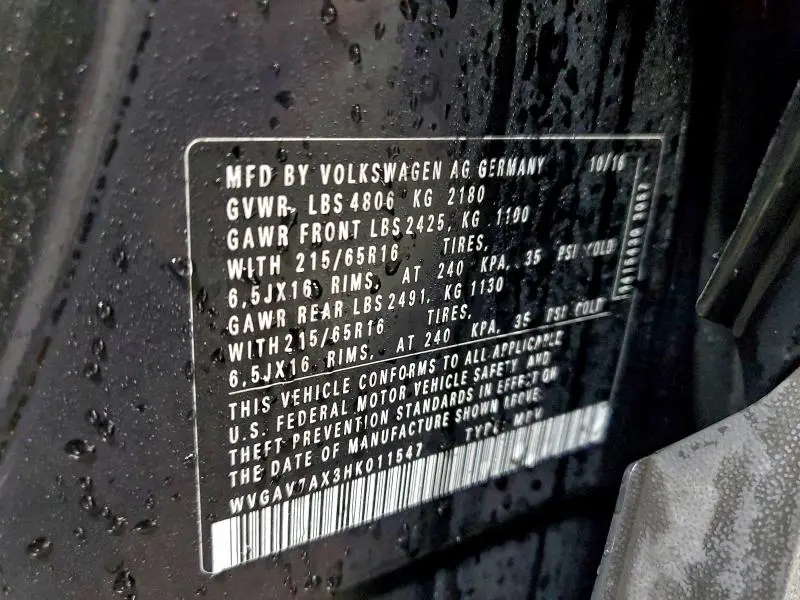 MFD BY VOLKSWAGEN AG GERMANY 10/16
GVWR LBS 4806 KG 2180
GAWR FRONT LBS 2425, KG 1100
WITH 215/65R16 TIRES,
6,5JX16 RIMS, AT 240 KPA, 35 PSI COLD
GAWR REAR LBS 2491, KG 1130
WITH 215/65R16 TIRES,
6,5JX16 RIMS, AT 240 KPA, 35 PSI COLD
THIS VEHICLE CONFORMS TO ALL APPLICABLE
U.S. FEDERAL MOTOR VEHICLE SAFETY AND
THEFT PREVENTION STANDARDS IN EFFECT ON
THE DATE OF MANUFACTURE SHOWN ABOVE
WVGAV7AX3HK011547 TYPE: MPV